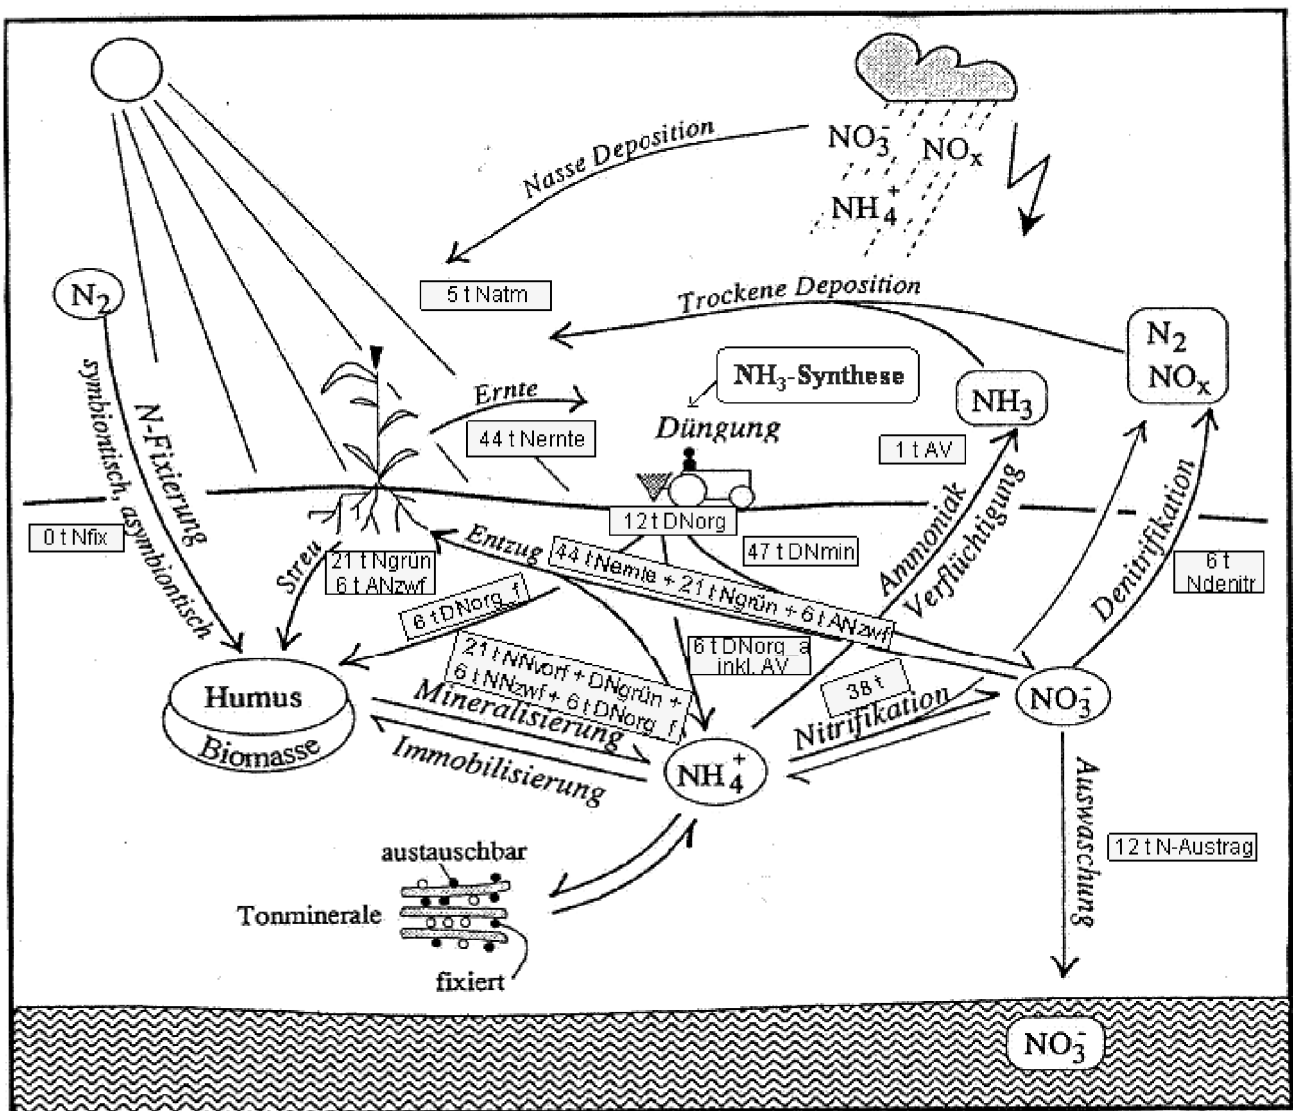 NO₃⁻
NOₓ
NH₄⁺
Nasse Deposition
N₂
5 t Natm
Trockene Deposition
N₂
NOₓ
NH₃-Synthese
NH₃
Düngung
Ernte
44 t Nernte
1 t AV
N-Fixierung
symbiontisch, asymbiontisch
0 t Nfix
12 t DNorg
47 t DNmin
Ammoniak
Verflüchtigung
Denitrifikation
6 t
Ndenitr
Entzug
44 t Nernte + 21 t Ngrün + 6 t ANzwf
Streu
21 t Ngrün
6 t ANzwf
6 t DNorg_f
6 t DNorg_a
inkl. AV
21 t NNvorf + DNgrün +
6 t NNzwf + 6 t DNorg_f
Mineralisierung
Immobilisierung
38 t
Nitrifikation
NO₃⁻
Humus
Biomasse
NH₄⁺
Auswaschung
12 t N-Austrag
austauschbar
Tonminerale
fixiert
NO₃⁻